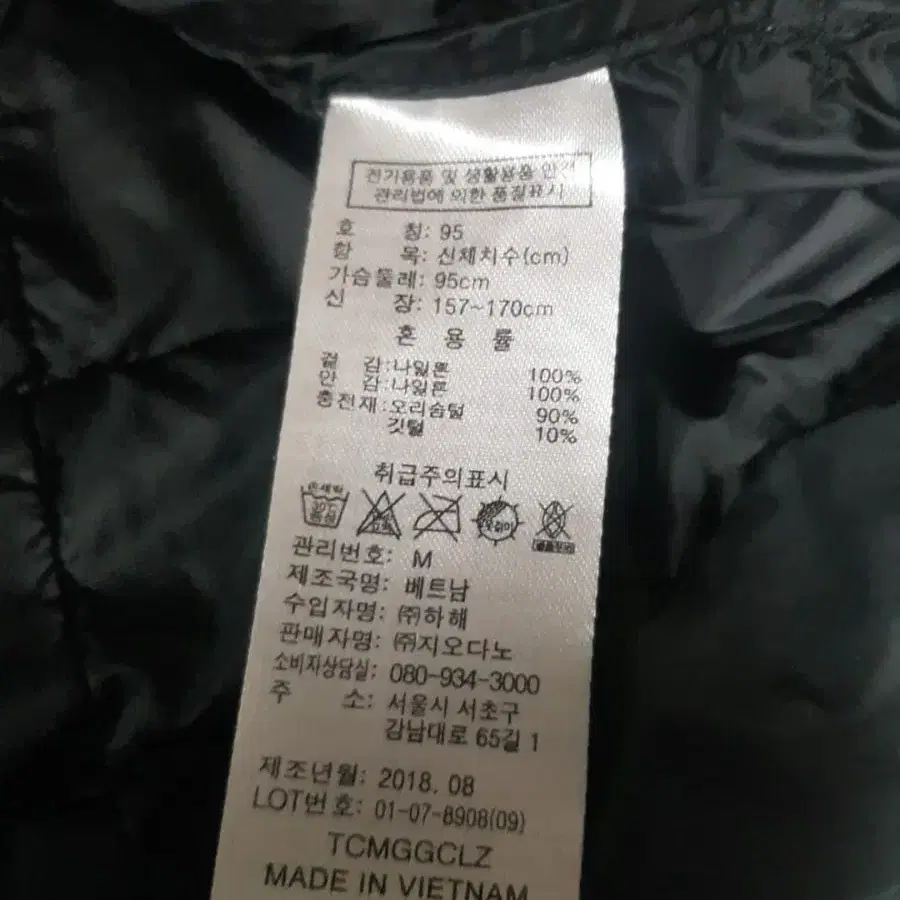 전기용품 및 생활용품 안전
관리법에 의한 품질표시
호 칭: 95
항 목: 신체치수(cm)
가슴둘레: 95cm
신 장: 157~170cm
혼 용 률
겉 감:나일론 100%
안 감:나일론 100%
충전재:오리솜털 90%
깃털 10%
취급주의표시
손세탁
관리번호: M
제조국명: 베트남
수입자명: ㈜하해
판매자명: ㈜지오다노
소비자상담실: 080-934-3000
주 소: 서울시 서초구
강남대로 65길 1
제조년월: 2018. 08
LOT번호: 01-07-8908(09)
TCMGGCLZ
MADE IN VIETNAM